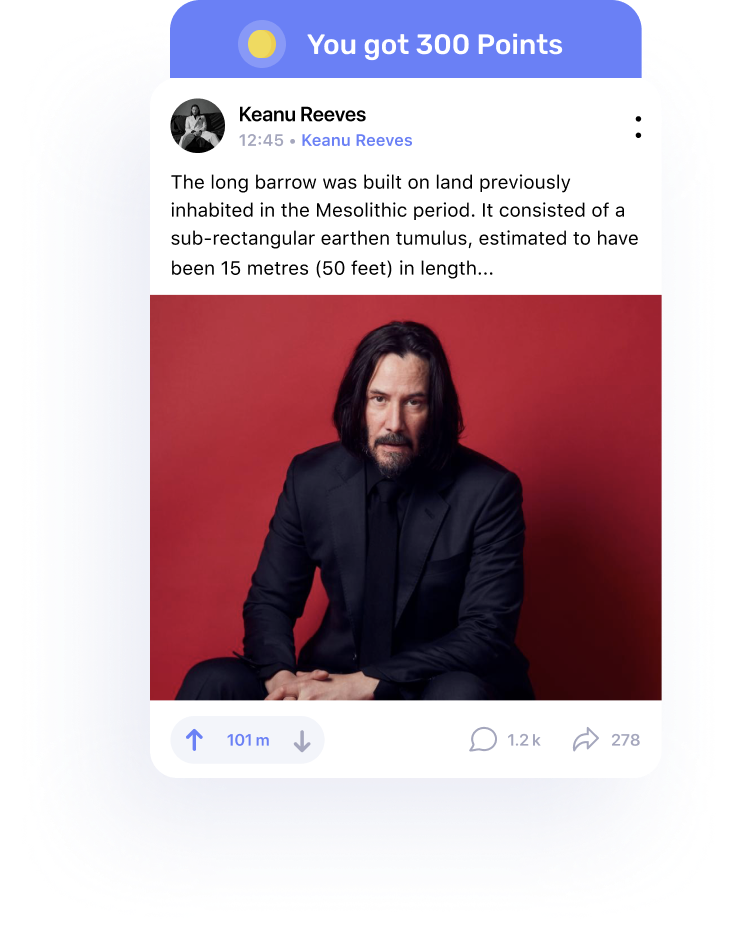 You got 300 Points
Keanu Reeves
12:45 • Keanu Reeves
The long barrow was built on land previously
inhabited in the Mesolithic period. It consisted of a
sub-rectangular earthen tumulus, estimated to have
been 15 metres (50 feet) in length...
101 m 1.2 k 278